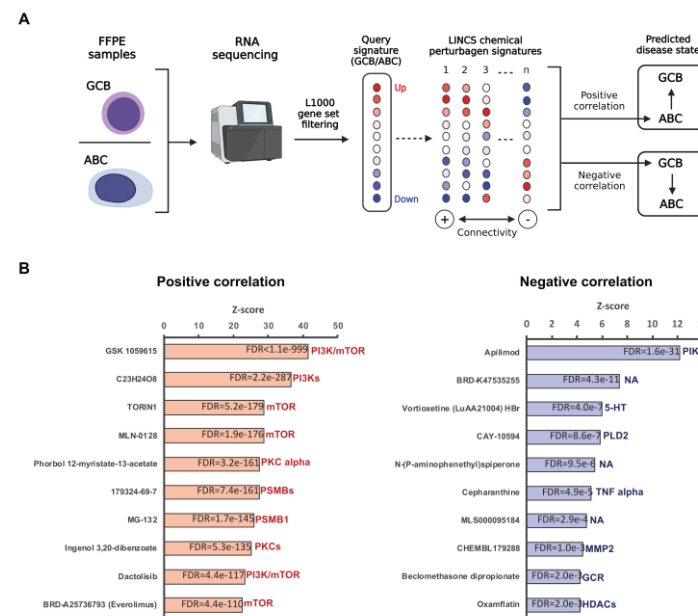 A
FFPE
samples
GCB
ABC
RNA
sequencing
L1000
gene set
filtering
Query
signature
(GCB/ABC)
Up
Down
LINCS chemical
perturbagen signatures
1 2 3 ---- n
+ -
Connectivity
Positive
correlation
Negative
correlation
Predicted
disease state
GCB
ABC
GCB
ABC
B
Positive correlation
Z-score
0 10 20 30 40 50
GSK 1059615 FDR<1.1e-999 PI3K/mTOR
C23H24O8 FDR=2.2e-287 PI3Ks
TORIN1 FDR=5.2e-179 mTOR
MLN-0128 FDR=1.9e-176 mTOR
Phorbol 12-myristate-13-acetate FDR=3.2e-161 PKC alpha
179324-69-7 FDR=7.4e-161 PSMBs
MG-132 FDR=1.7e-145 PSMB1
Ingenol 3,20-dibenzoate FDR=5.3e-135 PKCs
Dactolisib FDR=4.4e-117 PI3K/mTOR
BRD-A25736793 (Everolimus) FDR=4.4e-110 mTOR
Negative correlation
Z-score
0 2 4 6 8 10 12
Apilimod FDR=1.6e-31 PIK
BRD-K47535255 FDR=4.3e-11 NA
Vortioxetine (LuAA21004) HBr FDR=4.0e-7 5-HT
CAY-10594 FDR=8.6e-7 PLD2
N-(P-aminophenethyl)spiperone FDR=9.5e-6 NA
Cepharanthine FDR=4.9e-5 TNF alpha
MLS000095184 FDR=2.9e-4 NA
CHEMBL179288 FDR=1.0e-3 MMP2
Beclomethasone dipropionate FDR=2.0e-3 GCR
Oxamflatin FDR=2.0e-3 HDACs